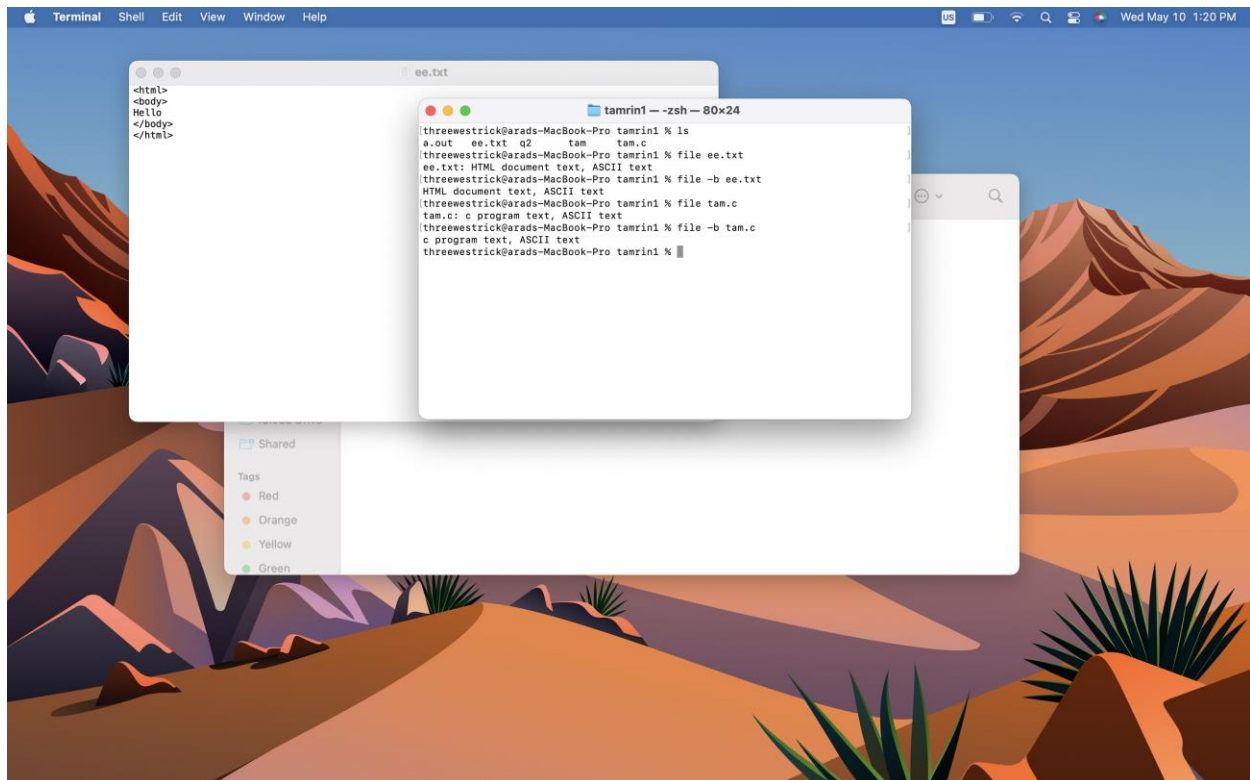 Terminal Shell Edit View Window Help
US Wed May 10 1:20 PM
ee.txt
<html>
<body>
Hello
</body>
</html>
tamrin1 — -zsh — 80×24
[threewestrick@arads-MacBook-Pro tamrin1 % ls ]
a.out ee.txt q2 tam tam.c
[threewestrick@arads-MacBook-Pro tamrin1 % file ee.txt ]
ee.txt: HTML document text, ASCII text
[threewestrick@arads-MacBook-Pro tamrin1 % file -b ee.txt ]
HTML document text, ASCII text
[threewestrick@arads-MacBook-Pro tamrin1 % file tam.c ]
tam.c: c program text, ASCII text
[threewestrick@arads-MacBook-Pro tamrin1 % file -b tam.c ]
c program text, ASCII text
threewestrick@arads-MacBook-Pro tamrin1 %
Shared
Tags
Red
Orange
Yellow
Green